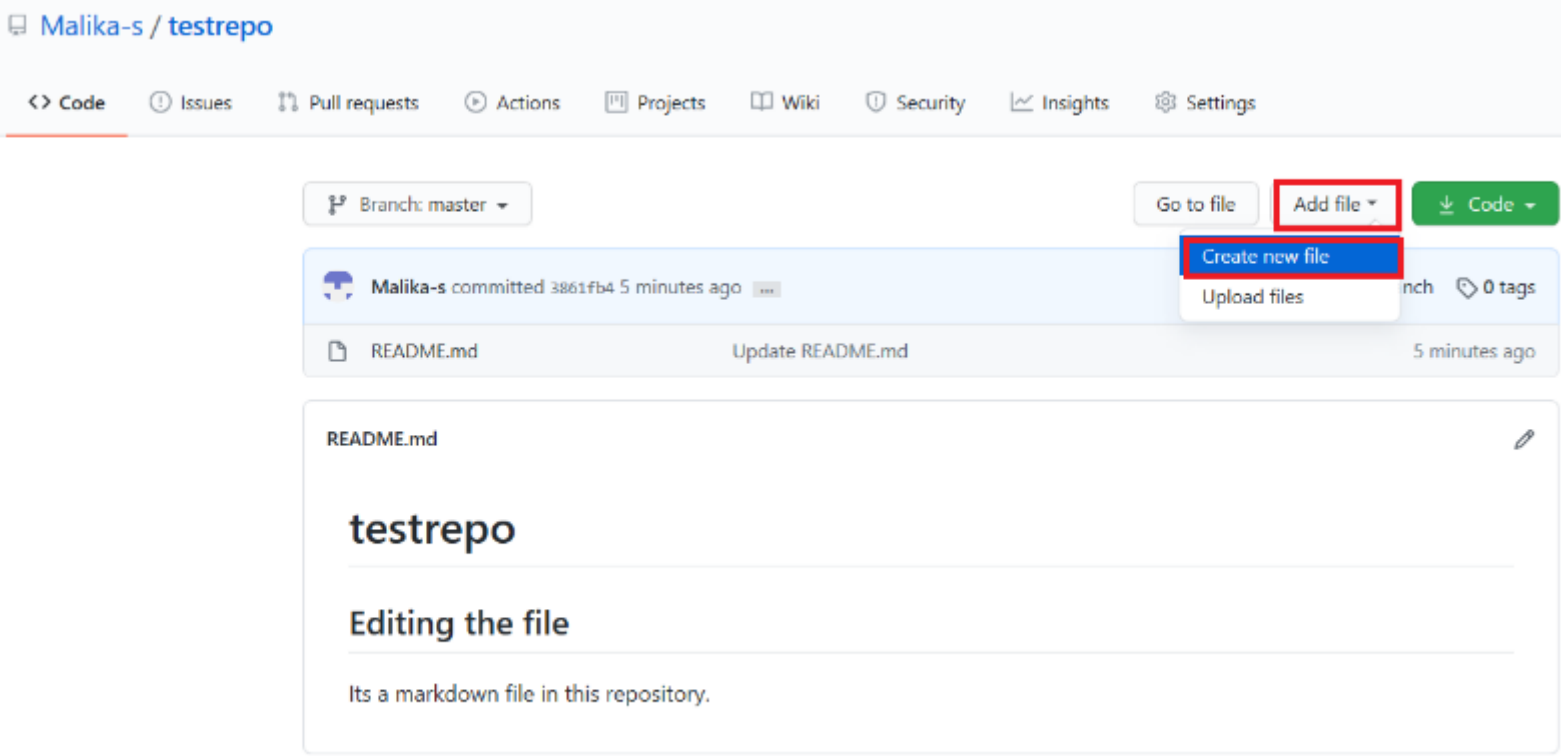 Malika-s / testrepo
Code Issues Pull requests Actions Projects Wiki Security Insights Settings
Branch: master Go to file Add file Code
Create new file
Malika-s committed 3861fb4 5 minutes ago ... nch 0 tags
Upload files
README.md Update README.md 5 minutes ago
README.md
testrepo
Editing the file
Its a markdown file in this repository.